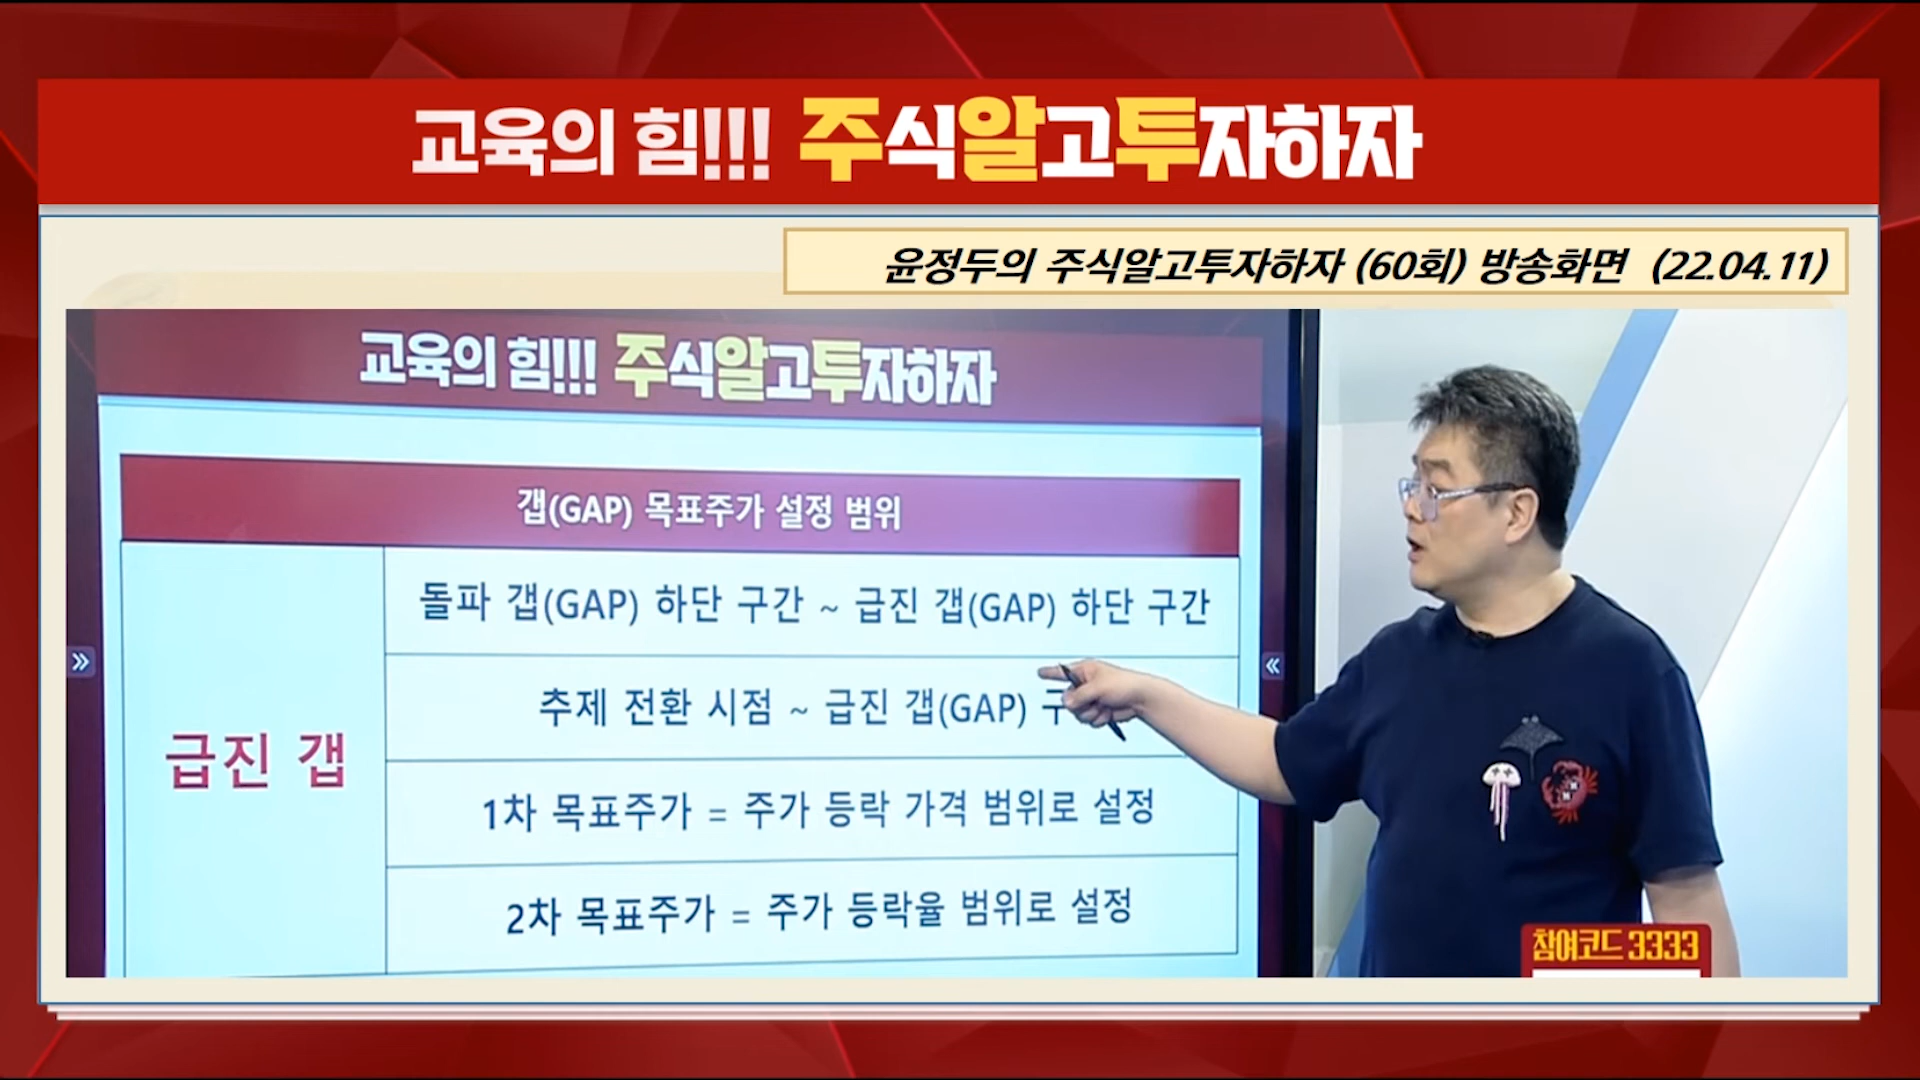 교육의 힘!!! 주식알고투자하자
윤정두의 주식알고투자하자 (60회) 방송화면 (22.04.11)
교육의 힘!!! 주식알고투자하자
갭(GAP) 목표주가 설정 범위
급진 갭
돌파 갭(GAP) 하단 구간 ~ 급진 갭(GAP) 하단 구간
추제 전환 시점 ~ 급진 갭(GAP)
1차 목표주가 = 주가 등락 가격 범위로 설정
2차 목표주가 = 주가 등락율 범위로 설정
참여코드 3333